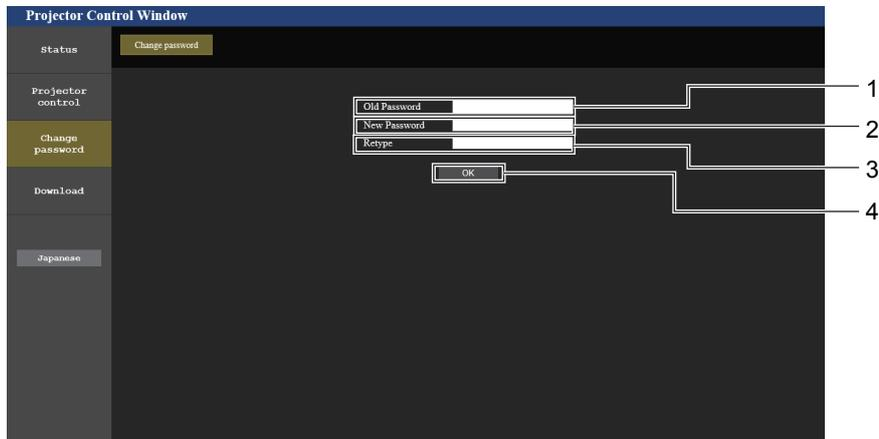 Projector Control Window
Status
Change password
Projector
control
Change
password
Download
Japanese
Old Password
New Password
Retype
OK
1
2
3
4